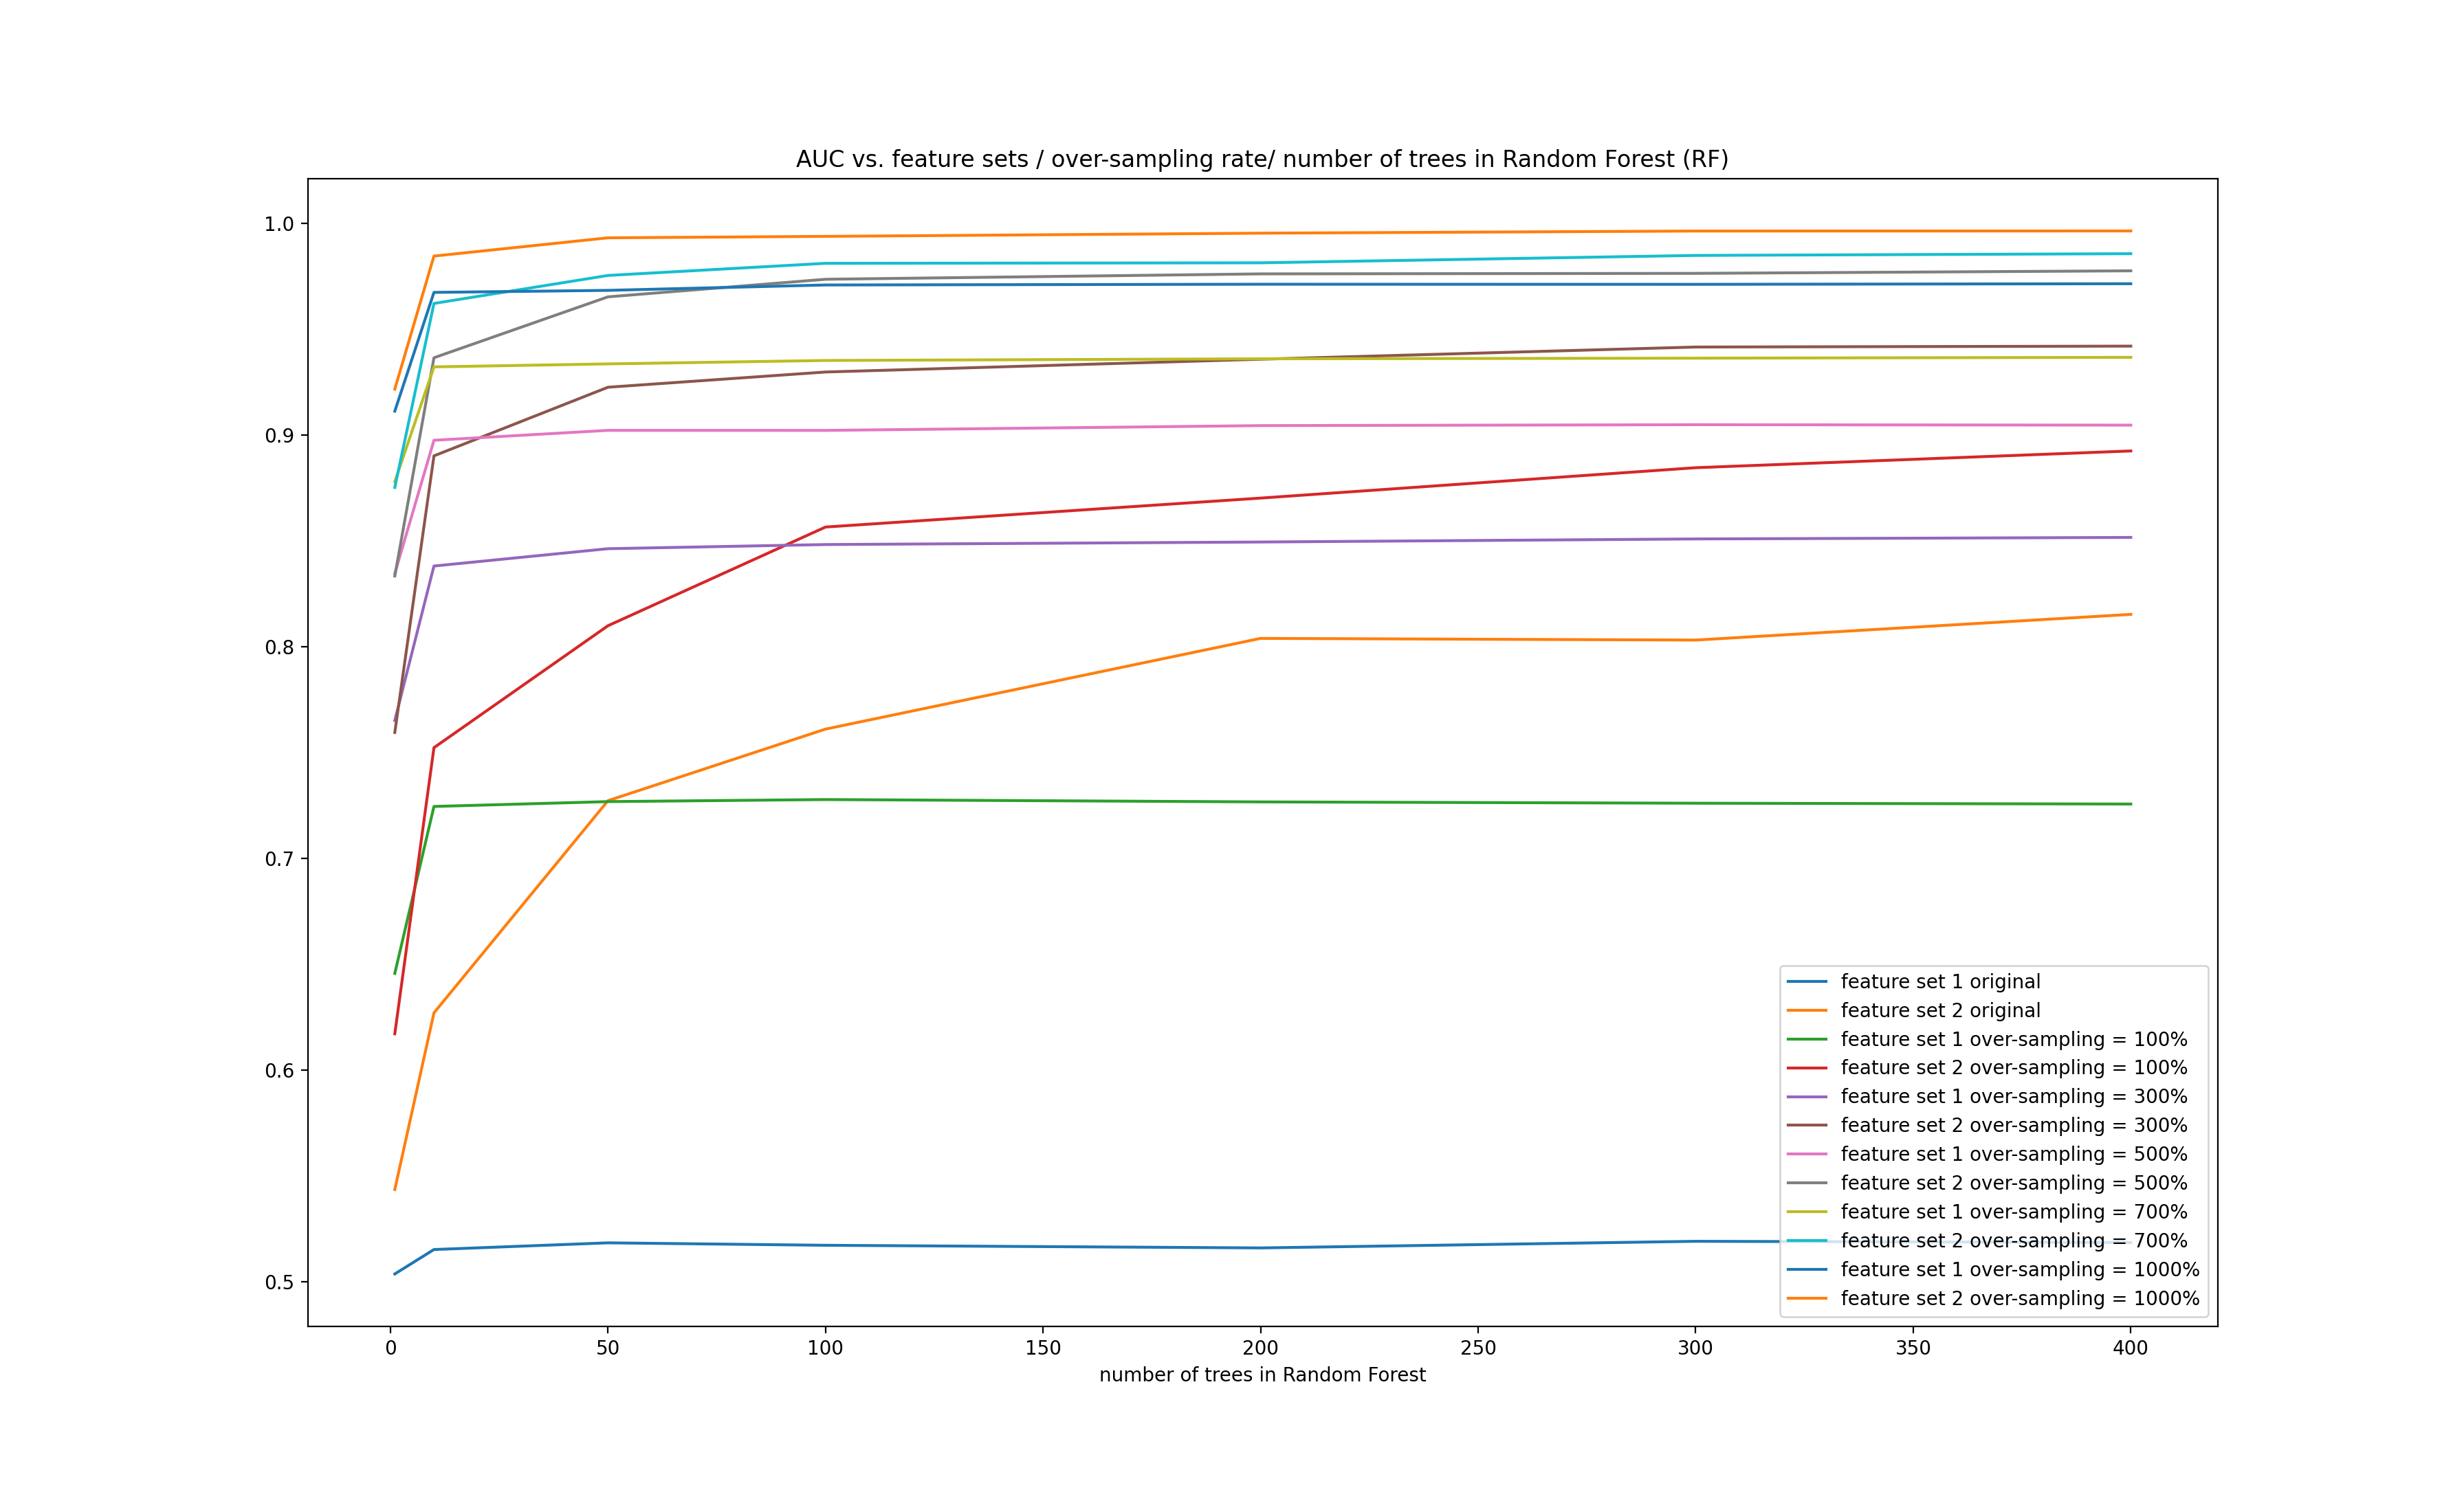 AUC vs. feature sets / over-sampling rate/ number of trees in Random Forest (RF)
1.0
0.9
0.8
0.7
0.6
0.5
feature set 1 original
feature set 2 original
feature set 1 over-sampling = 100%
feature set 2 over-sampling = 100%
feature set 1 over-sampling = 300%
feature set 2 over-sampling = 300%
feature set 1 over-sampling = 500%
feature set 2 over-sampling = 500%
feature set 1 over-sampling = 700%
feature set 2 over-sampling = 700%
feature set 1 over-sampling = 1000%
feature set 2 over-sampling = 1000%
0 50 100 150 200 250 300 350 400
number of trees in Random Forest